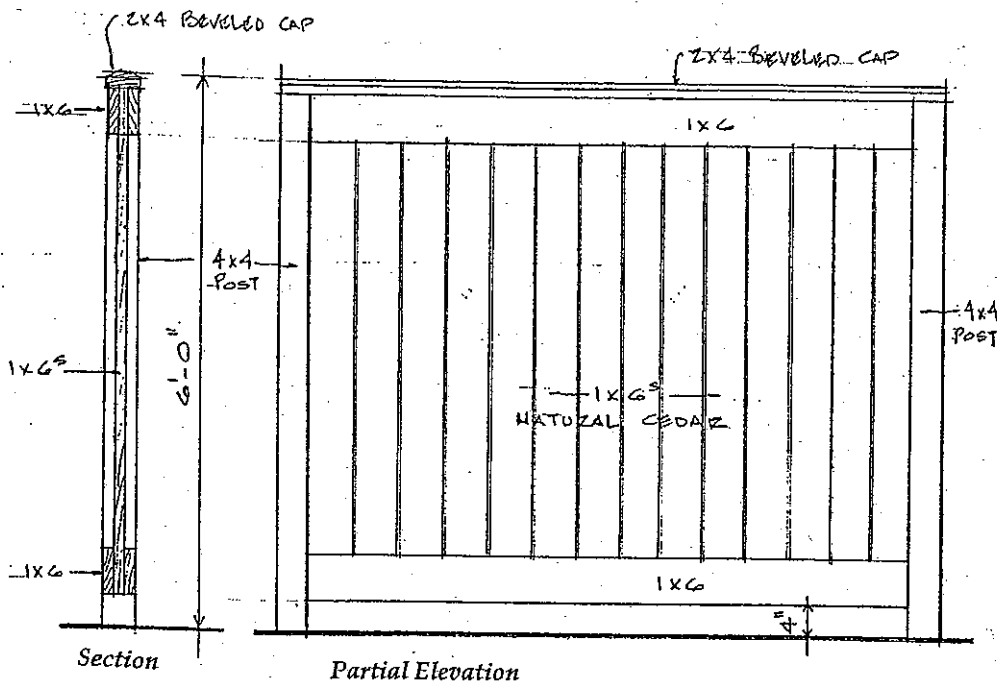 2x4 BEVELED CAP
2x4 BEVELED CAP
1x6
1x6
4x4
POST
4x4
POST
6'-0"
1x6s
1x6s
NATURAL CEDAR
1x6
1x6
4"
Section
Partial Elevation